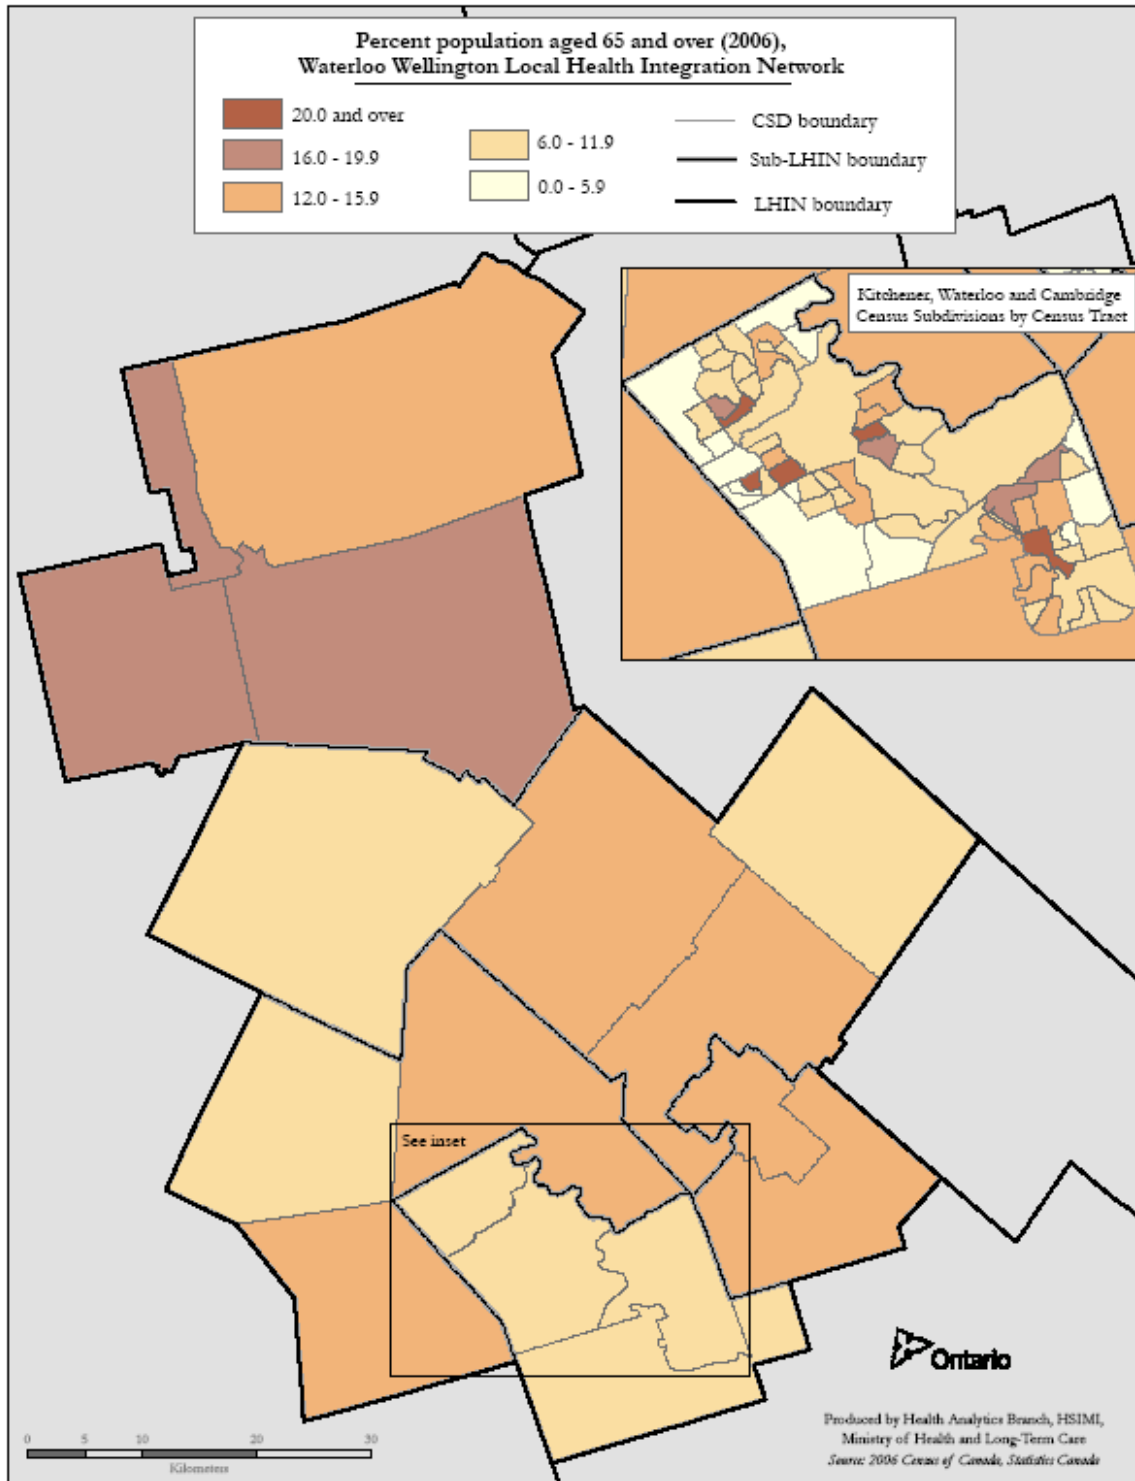 Percent population aged 65 and over (2006),
Waterloo Wellington Local Health Integration Network
20.0 and over
16.0 - 19.9
12.0 - 15.9
6.0 - 11.9
0.0 - 5.9
CSD boundary
Sub-LHIN boundary
LHIN boundary
Kitchener, Waterloo and Cambridge
Census Subdivisions by Census Tract
See inset
Ontario
Produced by Health Analytics Branch, HSIMI,
Ministry of Health and Long-Term Care
Source: 2006 Census of Canada, Statistics Canada
0 5 10 20 30
Kilometers